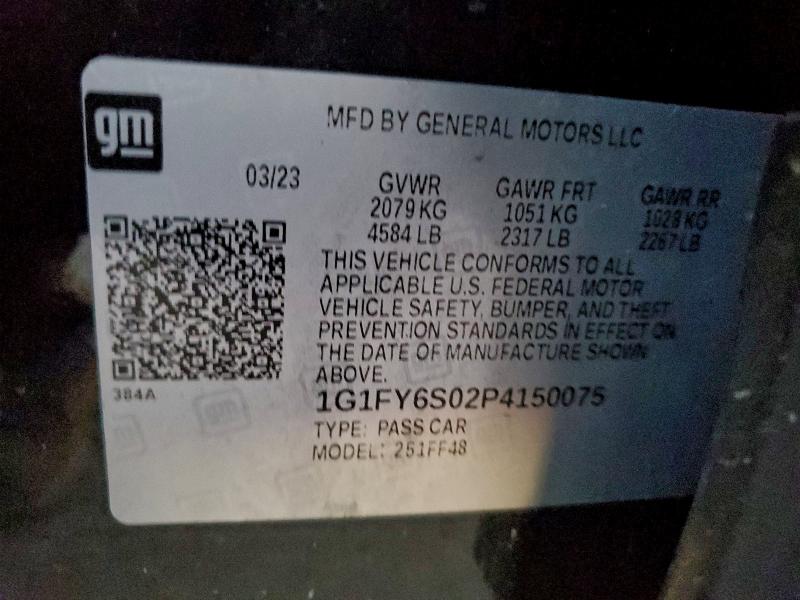 gm
MFD BY GENERAL MOTORS LLC
03/23 GVWR GAWR FRT GAWR RR
2079 KG 1051 KG 1028 KG
4584 LB 2317 LB 2267 LB
THIS VEHICLE CONFORMS TO ALL
APPLICABLE U.S. FEDERAL MOTOR
VEHICLE SAFETY, BUMPER, AND THEFT
PREVENTION STANDARDS IN EFFECT ON
THE DATE OF MANUFACTURE SHOWN
ABOVE.
384A
1G1FY6S02P4150075
TYPE: PASS CAR
MODEL: 251FF48